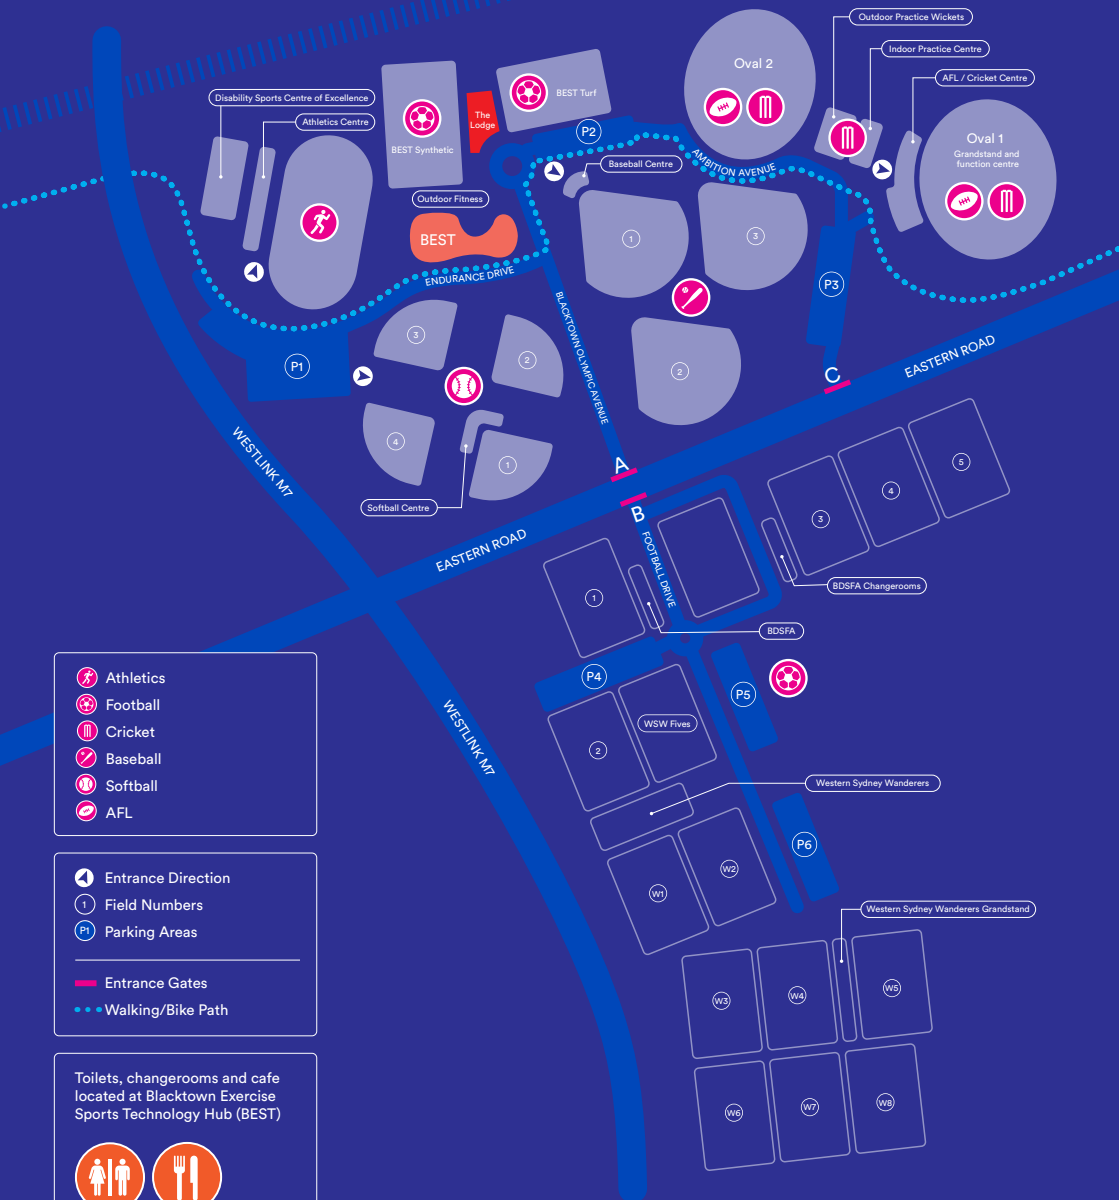 Outdoor Practice Wickets
Indoor Practice Centre
AFL / Cricket Centre
Oval 2
Oval 1
Grandstand and
function centre
Disability Sports Centre of Excellence
Athletics Centre
BEST Synthetic
The
Lodge
BEST Turf
P2
AMBITION AVENUE
Baseball Centre
Outdoor Fitness
BEST
ENDURANCE DRIVE
1
3
2
P3
P1
3
2
4
1
BLACKTOWN OLYMPIC AVENUE
Softball Centre
WESTLINK M7
EASTERN ROAD
C
A
B
EASTERN ROAD
FOOTBALL DRIVE
3
4
5
BDSFA Changerooms
1
BDSFA
P4
P5
2
WSW Fives
WESTLINK M7
Western Sydney Wanderers
P6
W1
W2
Western Sydney Wanderers Grandstand
W3
W4
W5
W6
W7
W8
Athletics
Football
Cricket
Baseball
Softball
AFL
Entrance Direction
1 Field Numbers
P1 Parking Areas
Entrance Gates
Walking/Bike Path
Toilets, changerooms and cafe
located at Blacktown Exercise
Sports Technology Hub (BEST)